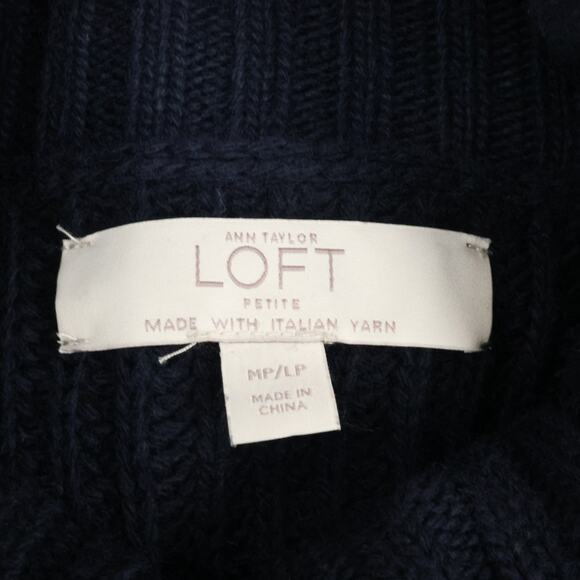 ANN TAYLOR
LOFT
PETITE
MADE WITH ITALIAN YARN
MP/LP
MADE IN
CHINA